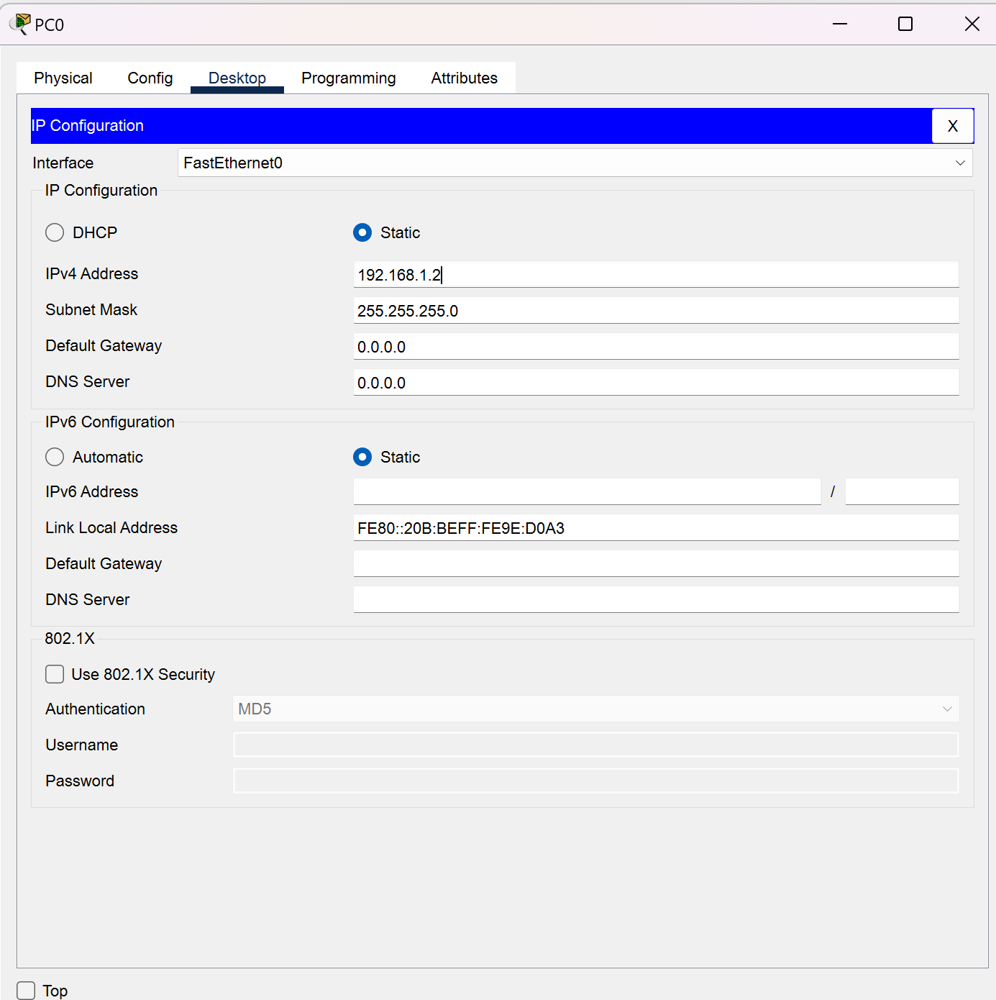 PC0
Physical Config Desktop Programming Attributes
IP Configuration X
Interface FastEthernet0
IP Configuration
DHCP Static
IPv4 Address 192.168.1.2
Subnet Mask 255.255.255.0
Default Gateway 0.0.0.0
DNS Server 0.0.0.0
IPv6 Configuration
Automatic Static
IPv6 Address /
Link Local Address FE80::20B:BEFF:FE9E:D0A3
Default Gateway
DNS Server
802.1X
Use 802.1X Security
Authentication MD5
Username
Password
Top